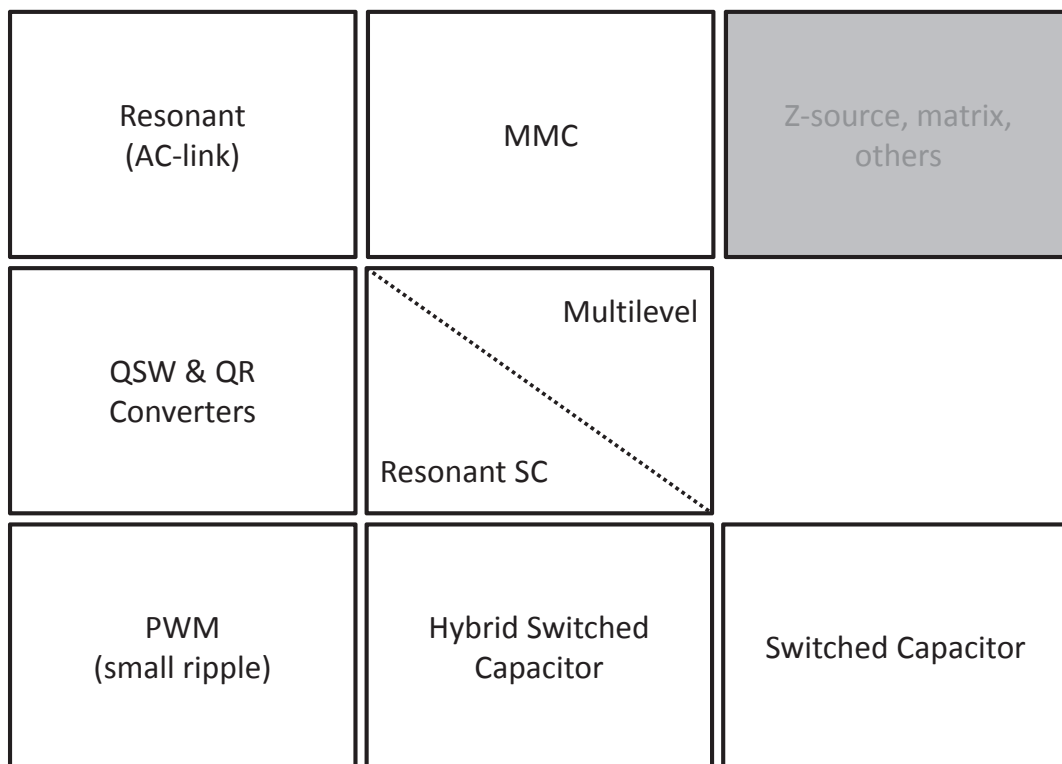 Resonant
(AC-link)
MMC
Z-source, matrix,
others
QSW & QR
Converters
Multilevel
Resonant SC
PWM
(small ripple)
Hybrid Switched
Capacitor
Switched Capacitor